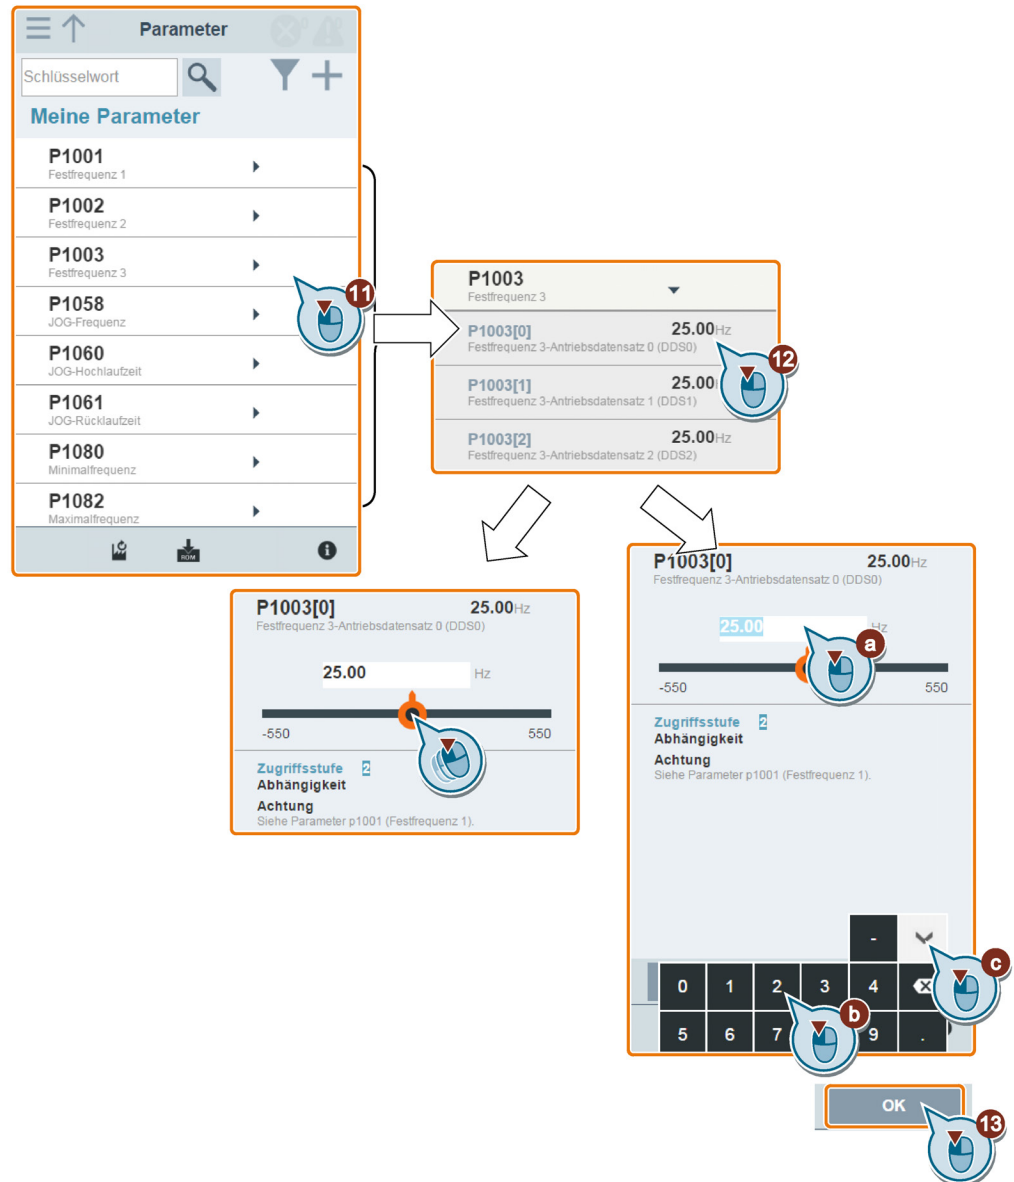 Parameter
Schlüsselwort
Meine Parameter
P1001
Festfrequenz 1
P1002
Festfrequenz 2
P1003
Festfrequenz 3
P1058
JOG-Frequenz
P1060
JOG-Hochlaufzeit
P1061
JOG-Rücklaufzeit
P1080
Minimalfrequenz
P1082
Maximalfrequenz
ROM
11
P1003
Festfrequenz 3
P1003[0] 25.00Hz
Festfrequenz 3-Antriebsdatensatz 0 (DDS0)
12
P1003[1] 25.00
Festfrequenz 3-Antriebsdatensatz 1 (DDS1)
P1003[2] 25.00Hz
Festfrequenz 3-Antriebsdatensatz 2 (DDS2)
P1003[0] 25.00Hz
Festfrequenz 3-Antriebsdatensatz 0 (DDS0)
25.00 Hz
-550 550
Zugriffsstufe 2
Abhängigkeit
Achtung
Siehe Parameter p1001 (Festfrequenz 1).
P1003[0] 25.00Hz
Festfrequenz 3-Antriebsdatensatz 0 (DDS0)
25.00 Hz
a
-550 550
Zugriffsstufe 2
Abhängigkeit
Achtung
Siehe Parameter p1001 (Festfrequenz 1).
-
c
0 1 2 3 4
b
5 6 7 9 .
OK
13